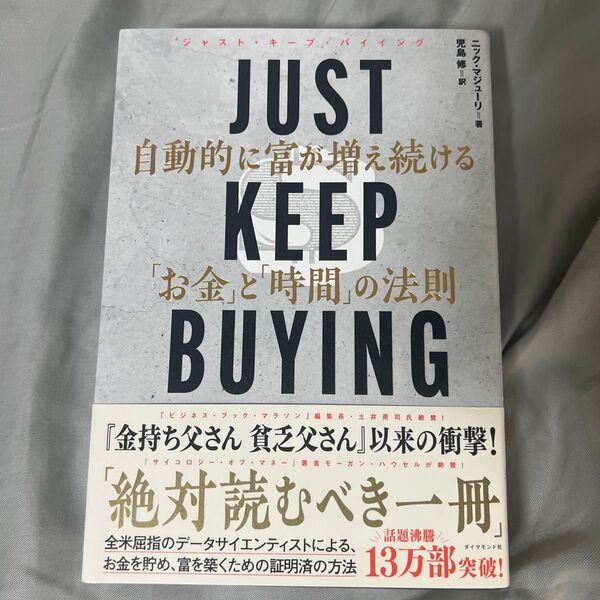 ジャスト・キープ・バイイング
ニック・マジューリ=著
児島 修=訳
JUST
自動的に富が増え続ける
KEEP
「お金」と「時間」の法則
BUYING
「ビジネス・ブック・マラソン」編集長・土井英司氏絶賛!
『金持ち父さん 貧乏父さん』以来の衝撃!
「サイコロジー・オブ・マネー」著者モーガン・ハウセルが絶賛!
「絶対読むべき一冊」
全米屈指のデータサイエンティストによる、
お金を貯め、富を築くための証明済の方法
話題沸騰
13万部突破!
ダイヤモンド社